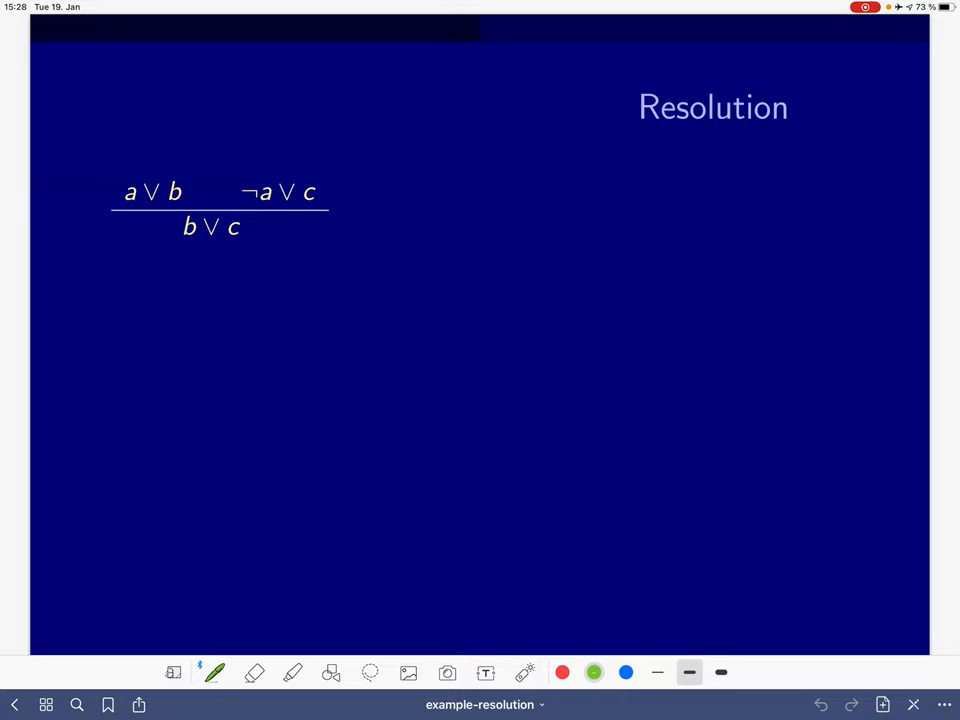 15:28 Tue 19. Jan 73 %
Resolution
a ∨ b ¬a ∨ c
b ∨ c
T
example-resolution